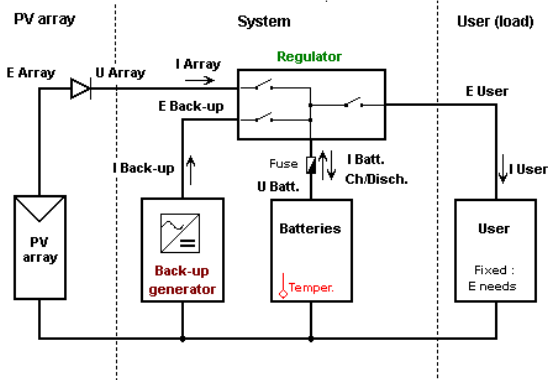 PV array
System
User (load)
E Array
U Array
I Array
Regulator
E Back-up
E User
I Back-up
Fuse
I Batt.
Ch/Disch.
U Batt.
I User
PV
array
Back-up
generator
Batteries
Temper.
User
Fixed :
E needs